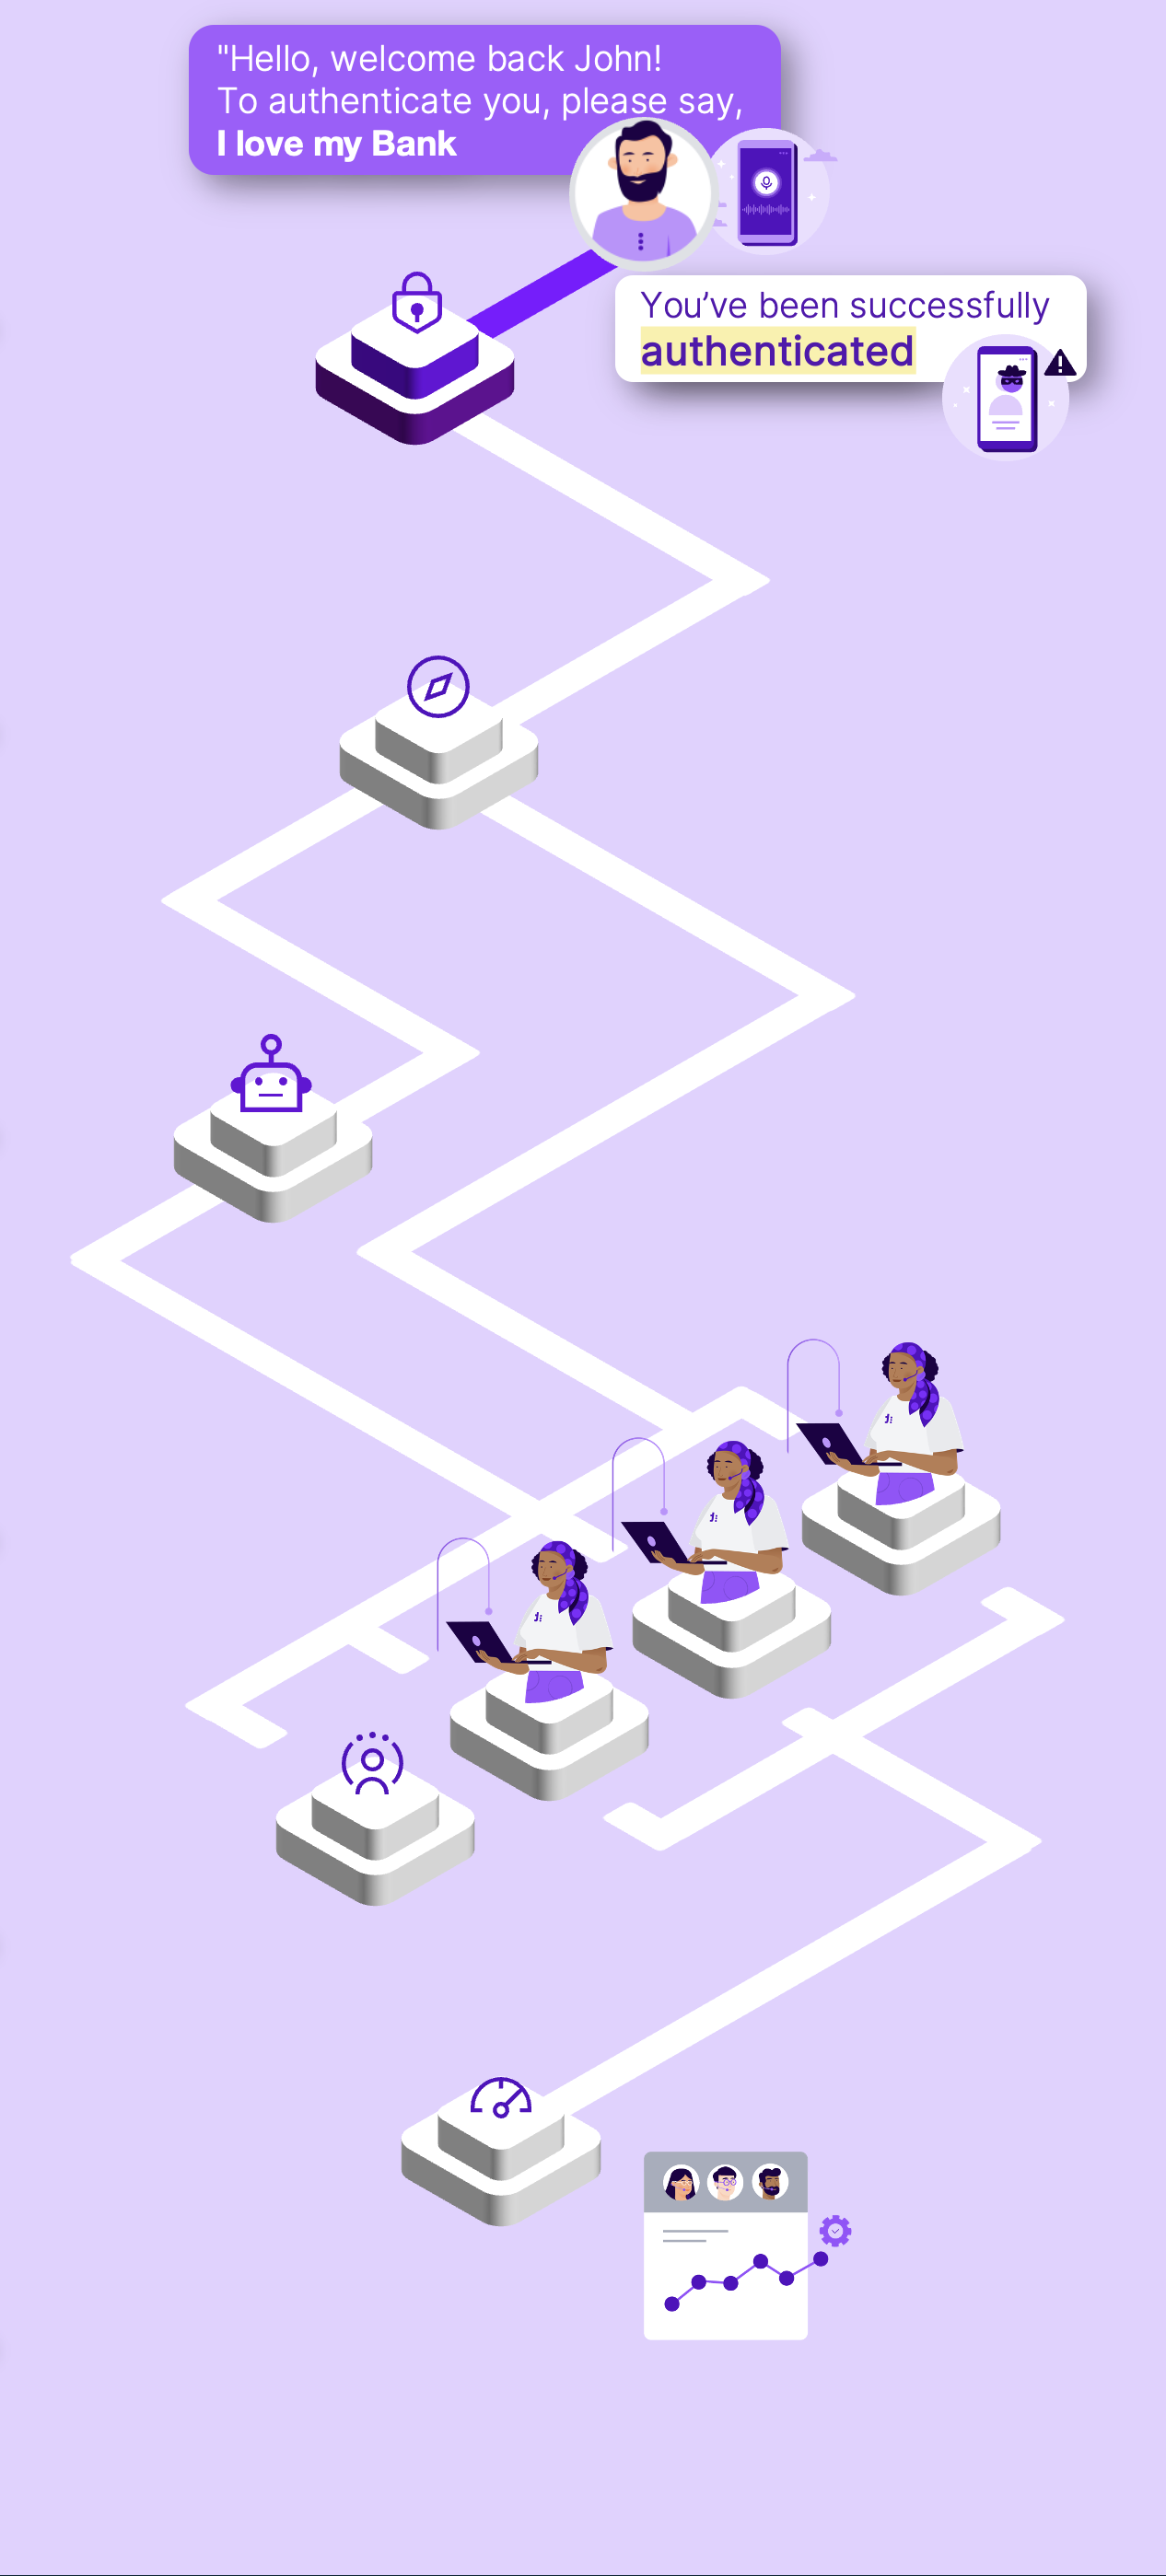 "Hello, welcome back John!
To authenticate you, please say,
I love my Bank
You’ve been successfully
authenticated